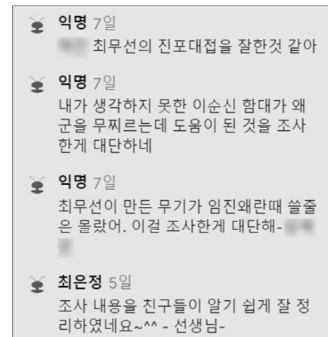 익명 7일
최무선의 진포대접을 잘한것 같아
익명 7일
내가 생각하지 못한 이순신 함대가 왜
군을 무찌르는데 도움이 된 것을 조사
한게 대단하네
익명 7일
최무선이 만든 무기가 임진왜란때 쓸줄
은 몰랐어. 이걸 조사한게 대단해-
최은정 5일
조사 내용을 친구들이 알기 쉽게 잘 정
리하였네요~^^ - 선생님-